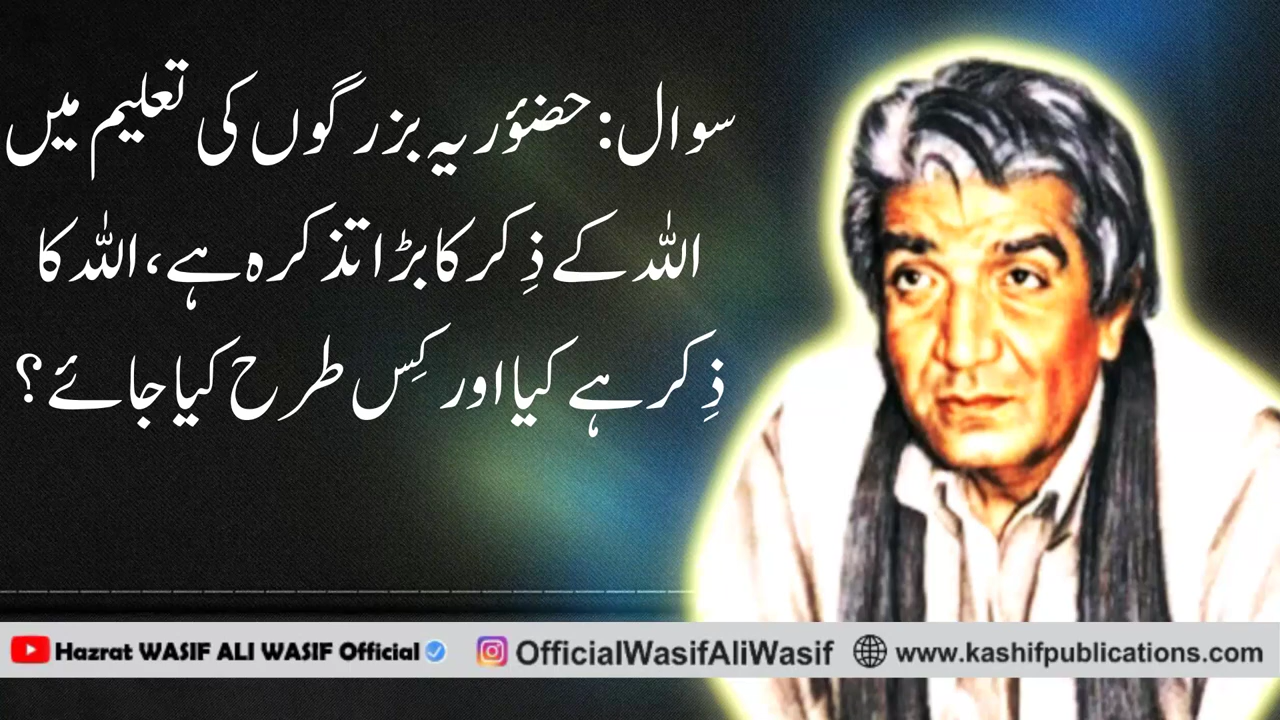 سوال: حضوؐر یہ بزرگوں کی تعلیم میں
اللہ کے ذِکر کا بڑا تذکرہ ہے، اللہ کا
ذِکر ہے کیا اور کِس طرح کیا جائے؟
Hazrat WASIF ALI WASIF Official
OfficialWasifAliWasif
www.kashifpublications.com